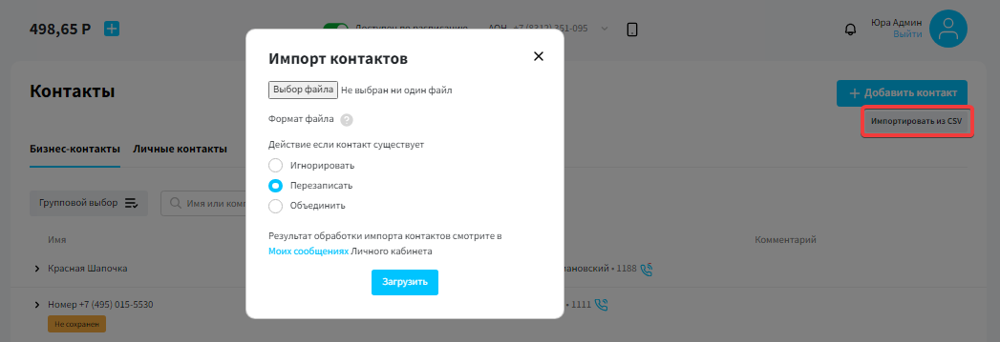 498,65 Р
Доступен по расписанию АОН +7 (8312) 361-095
Юра Админ
Выйти
Контакты
Добавить контакт
Импортировать из CSV
Бизнес-контакты Личные контакты
Групповой выбор
Имя или
Имя Комментарий
Красная Шапочка
• 1188
Номер +7 (495) 015-5530 • 1111
Не сохранен
Импорт контактов
Выбор файла Не выбран ни один файл
Формат файла ?
Действие если контакт существует
Игнорировать
Перезаписать
Объединить
Результат обработки импорта контактов смотрите в
Моих сообщениях Личного кабинета
Загрузить